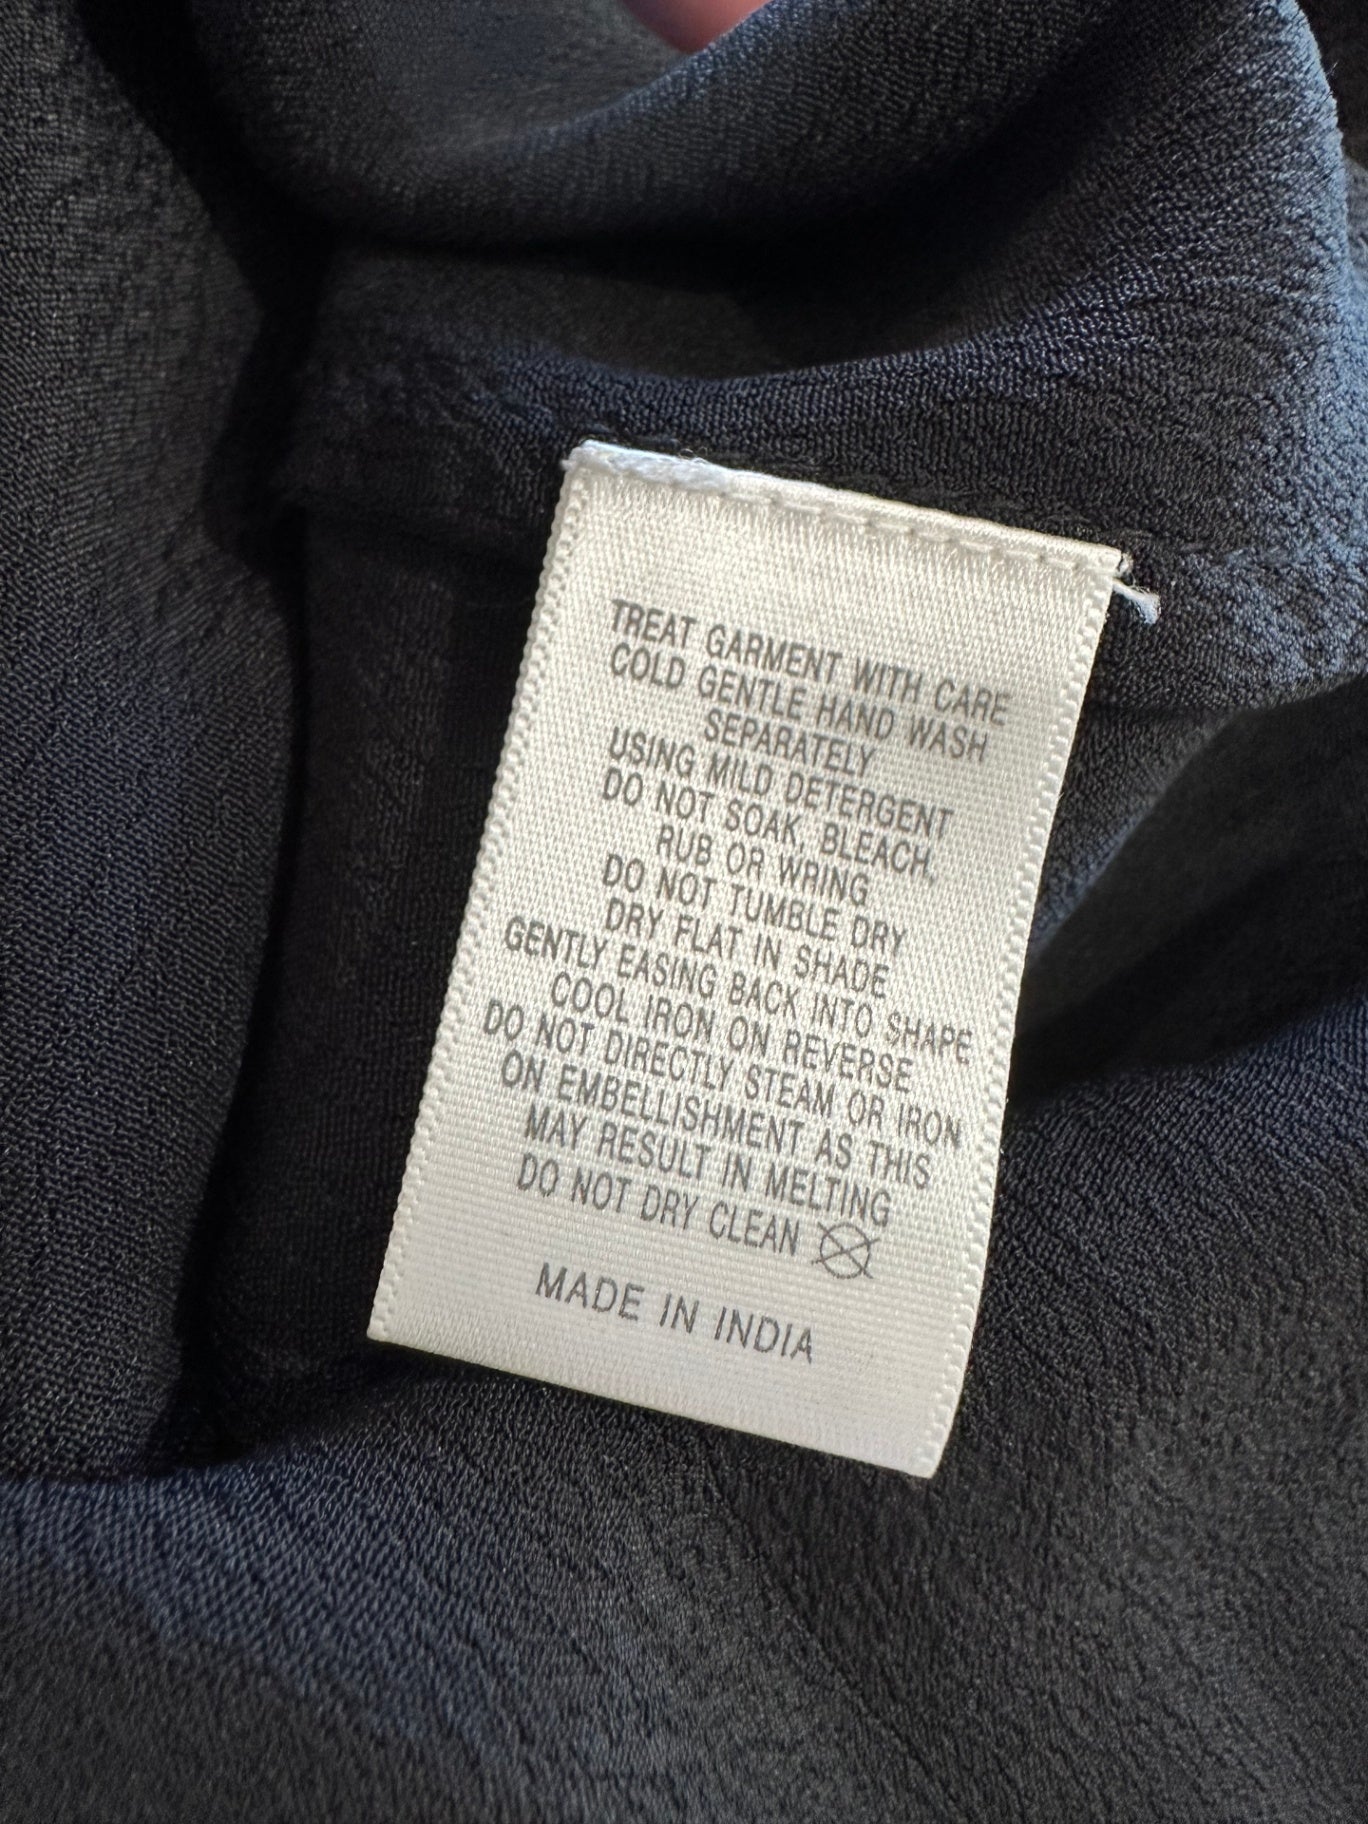 TREAT GARMENT WITH CARE
COLD GENTLE HAND WASH
SEPARATELY
USING MILD DETERGENT
DO NOT SOAK, BLEACH,
RUB OR WRING
DO NOT TUMBLE DRY
DRY FLAT IN SHADE
GENTLY EASING BACK INTO SHAPE
COOL IRON ON REVERSE
DO NOT DIRECTLY STEAM OR IRON
ON EMBELLISHMENT AS THIS
MAY RESULT IN MELTING
DO NOT DRY CLEAN
MADE IN INDIA